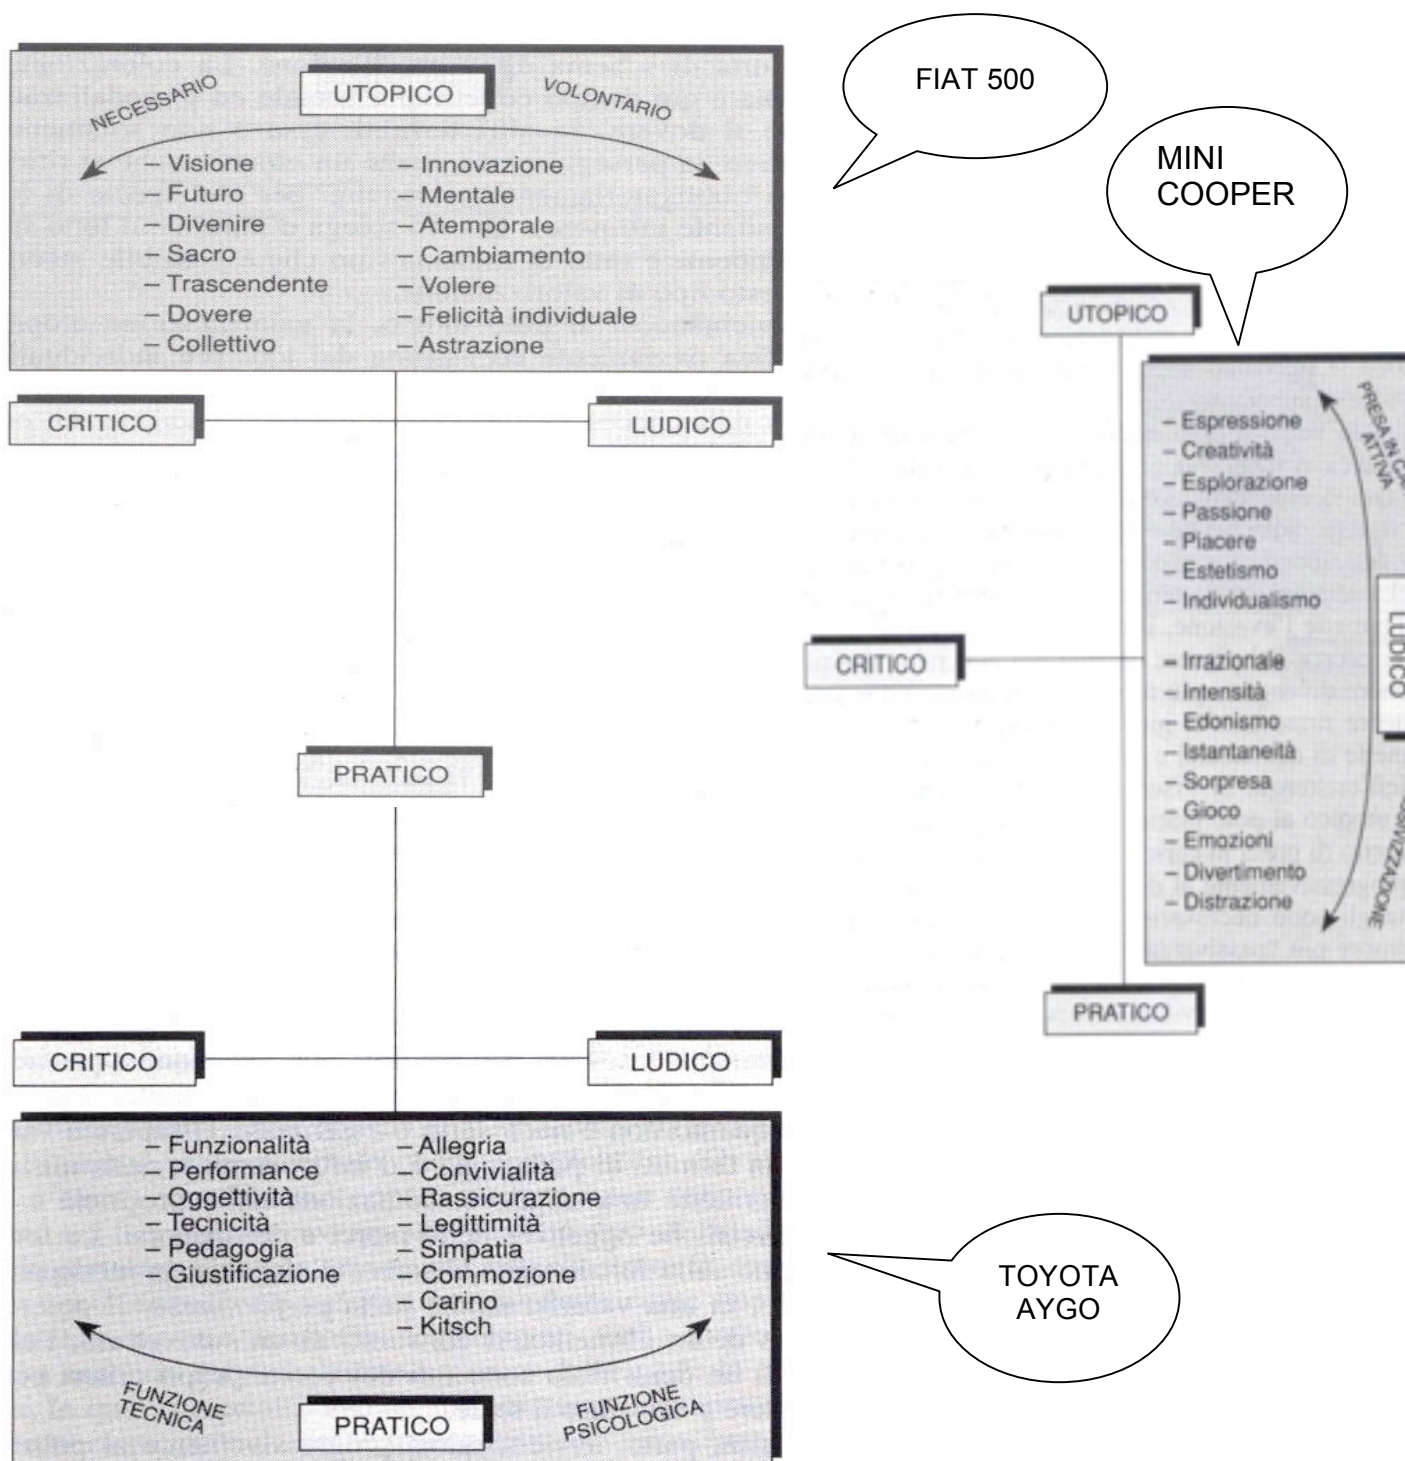 NECESSARIO
UTOPICO
VOLONTARIO
– Visione
– Futuro
– Divenire
– Sacro
– Trascendente
– Dovere
– Collettivo
– Innovazione
– Mentale
– Atemporale
– Cambiamento
– Volere
– Felicità individuale
– Astrazione
CRITICO
LUDICO
PRATICO
FIAT 500
MINI
COOPER
UTOPICO
– Espressione
– Creatività
– Esplorazione
– Passione
– Piacere
– Estetismo
– Individualismo
– Irrazionale
– Intensità
– Edonismo
– Istantaneità
– Sorpresa
– Gioco
– Emozioni
– Divertimento
– Distrazione
PRESA IN
ATTIVA
LUDICO
CRITICO
PRATICO
CRITICO
LUDICO
– Funzionalità
– Performance
– Oggettività
– Tecnicità
– Pedagogia
– Giustificazione
– Allegria
– Convivialità
– Rassicurazione
– Legittimità
– Simpatia
– Commozione
– Carino
– Kitsch
FUNZIONE
TECNICA
PRATICO
FUNZIONE
PSICOLOGICA
TOYOTA
AYGO